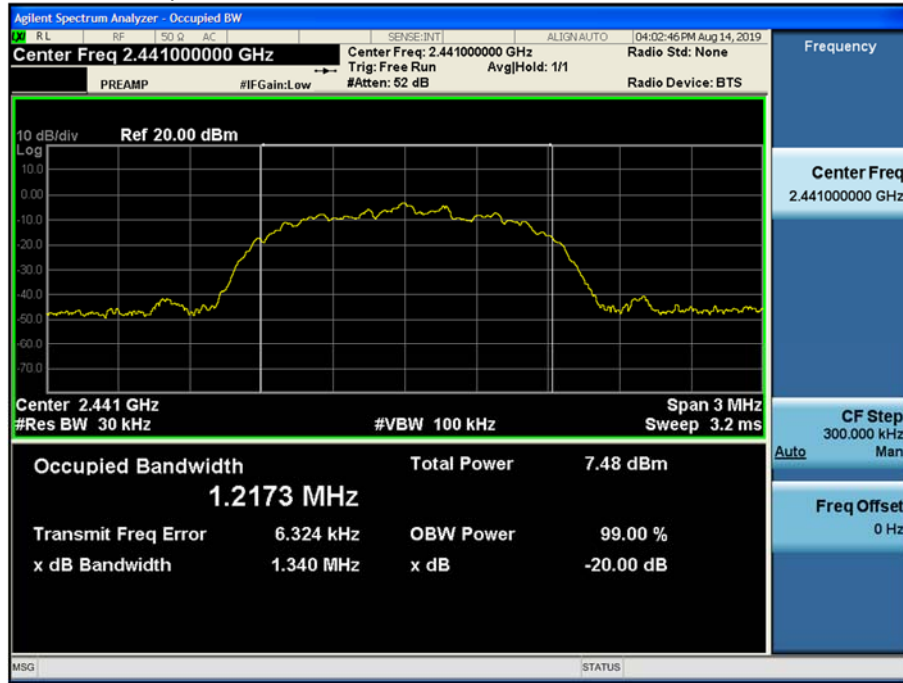 Agilent Spectrum Analyzer - Occupied BW
LXI RL RF 50 Ω AC SENSE:INT ALIGNAUTO 04:02:46PM Aug 14, 2019
Center Freq 2.441000000 GHz
Center Freq: 2.441000000 GHz
Radio Std: None
Trig: Free Run Avg|Hold: 1/1
PREAMP #IFGain:Low #Atten: 52 dB Radio Device: BTS
10 dB/div Ref 20.00 dBm
Log
10.0
0.00
-10.0
-20.0
-30.0
-40.0
-50.0
-60.0
-70.0
Center 2.441 GHz Span 3 MHz
#Res BW 30 kHz #VBW 100 kHz Sweep 3.2 ms
Occupied Bandwidth Total Power 7.48 dBm
1.2173 MHz
Transmit Freq Error 6.324 kHz OBW Power 99.00 %
x dB Bandwidth 1.340 MHz x dB -20.00 dB
MSG STATUS
Frequency
Center Freq
2.441000000 GHz
CF Step
300.000 kHz
Auto Man
Freq Offset
0 Hz